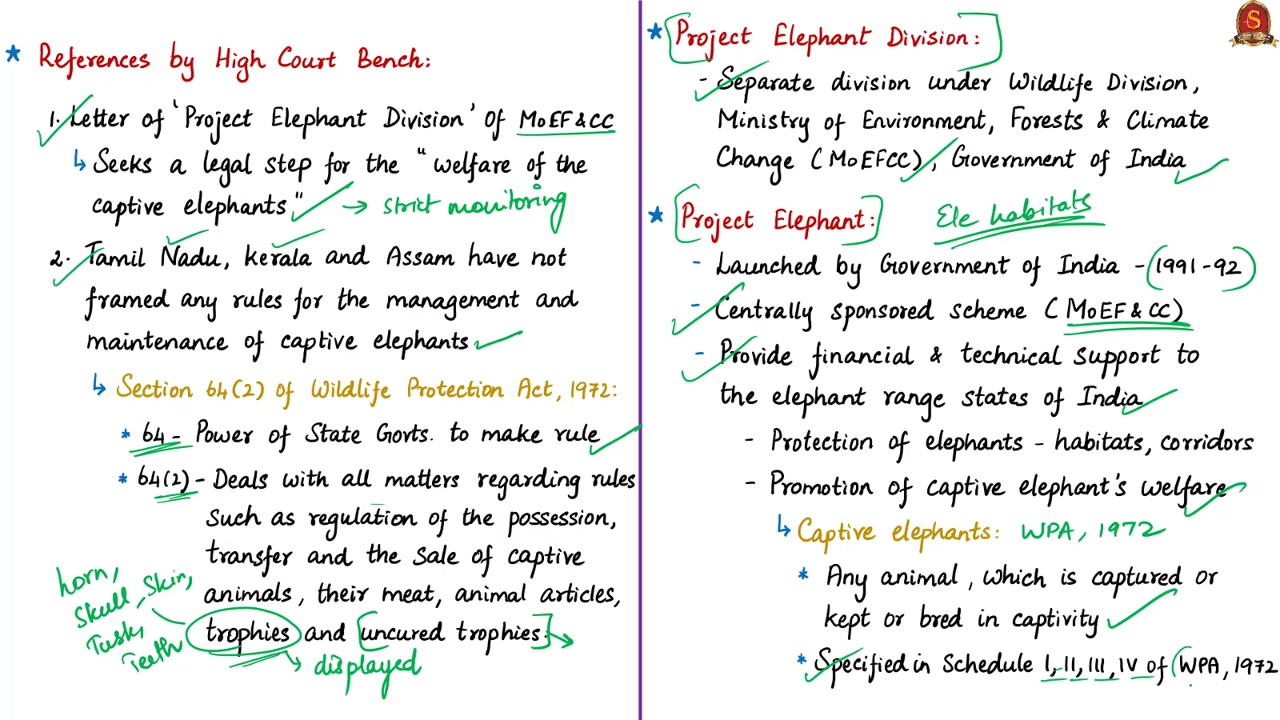 * References by High Court Bench:
1. Letter of 'Project Elephant Division' of MoEF&CC
↳ Seeks a legal step for the "welfare of the
captive elephants" → strict monitoring
2. Tamil Nadu, Kerala and Assam have not
framed any rules for the management and
maintenance of captive elephants
↳ Section 64(2) of Wildlife Protection Act, 1972:
* 64 - Power of State Govts. to make rule
* 64(2) - Deals with all matters regarding rules
Such as regulation of the possession,
transfer and the sale of captive
animals, their meat, animal articles,
trophies and uncured trophies.
horn,
Skull, Skin,
Tusk,
Teeth
displayed
* Project Elephant Division:
- Separate division under Wildlife Division,
Ministry of Environment, Forests & Climate
Change (MoEFCC), Government of India
* Project Elephant: Ele habitats
- Launched by Government of India - (1991-92)
- Centrally sponsored scheme (MoEF&CC)
- Provide financial & technical support to
the elephant range states of India
- Protection of elephants - habitats, corridors
- Promotion of captive elephant's welfare
↳ Captive elephants: WPA, 1972
* Any animal, which is captured or
kept or bred in captivity
* Specified in Schedule I, II, III, IV of WPA, 1972
S